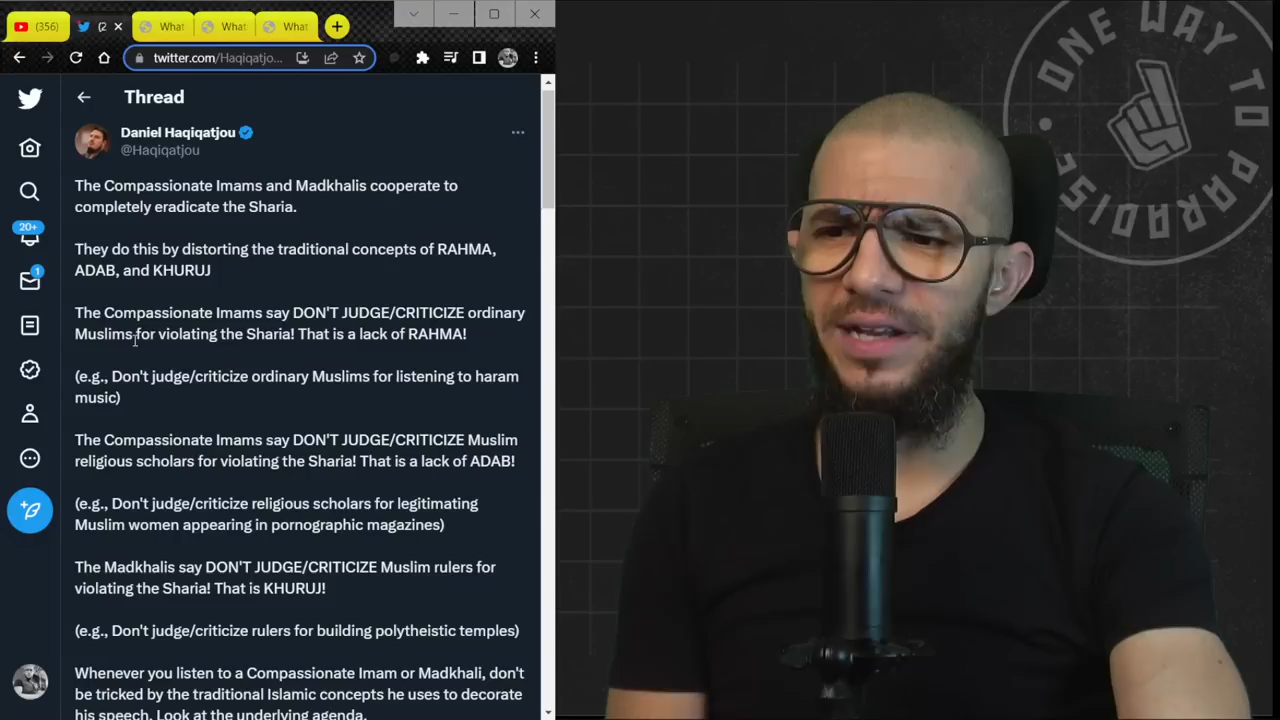 (356)
(2
What
What
What
twitter.com/Haqiqatjo...
Thread
Daniel Haqiqatjou
@Haqiqatjou
20+
1
The Compassionate Imams and Madkhalis cooperate to
completely eradicate the Sharia.
They do this by distorting the traditional concepts of RAHMA,
ADAB, and KHURUJ
The Compassionate Imams say DON'T JUDGE/CRITICIZE ordinary
Muslims for violating the Sharia! That is a lack of RAHMA!
(e.g., Don't judge/criticize ordinary Muslims for listening to haram
music)
The Compassionate Imams say DON'T JUDGE/CRITICIZE Muslim
religious scholars for violating the Sharia! That is a lack of ADAB!
(e.g., Don't judge/criticize religious scholars for legitimating
Muslim women appearing in pornographic magazines)
The Madkhalis say DON'T JUDGE/CRITICIZE Muslim rulers for
violating the Sharia! That is KHURUJ!
(e.g., Don't judge/criticize rulers for building polytheistic temples)
Whenever you listen to a Compassionate Imam or Madkhali, don't
be tricked by the traditional Islamic concepts he uses to decorate
his speech. Look at the underlying agenda.
ONE WAY TO PARADISE